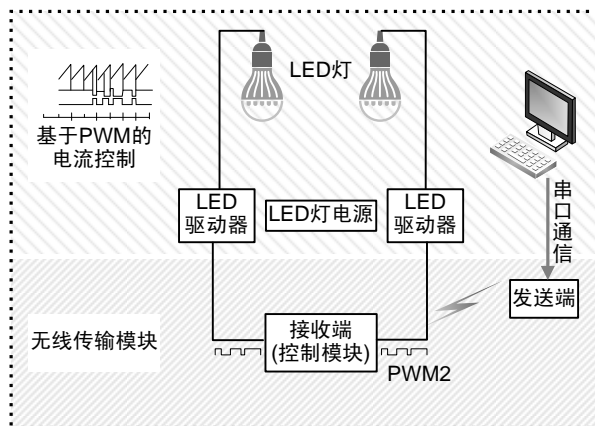 LED灯
基于PWM的
电流控制
LED
驱动器
LED灯电源
LED
驱动器
串口通信
发送端
无线传输模块
接收端
(控制模块)
PWM2